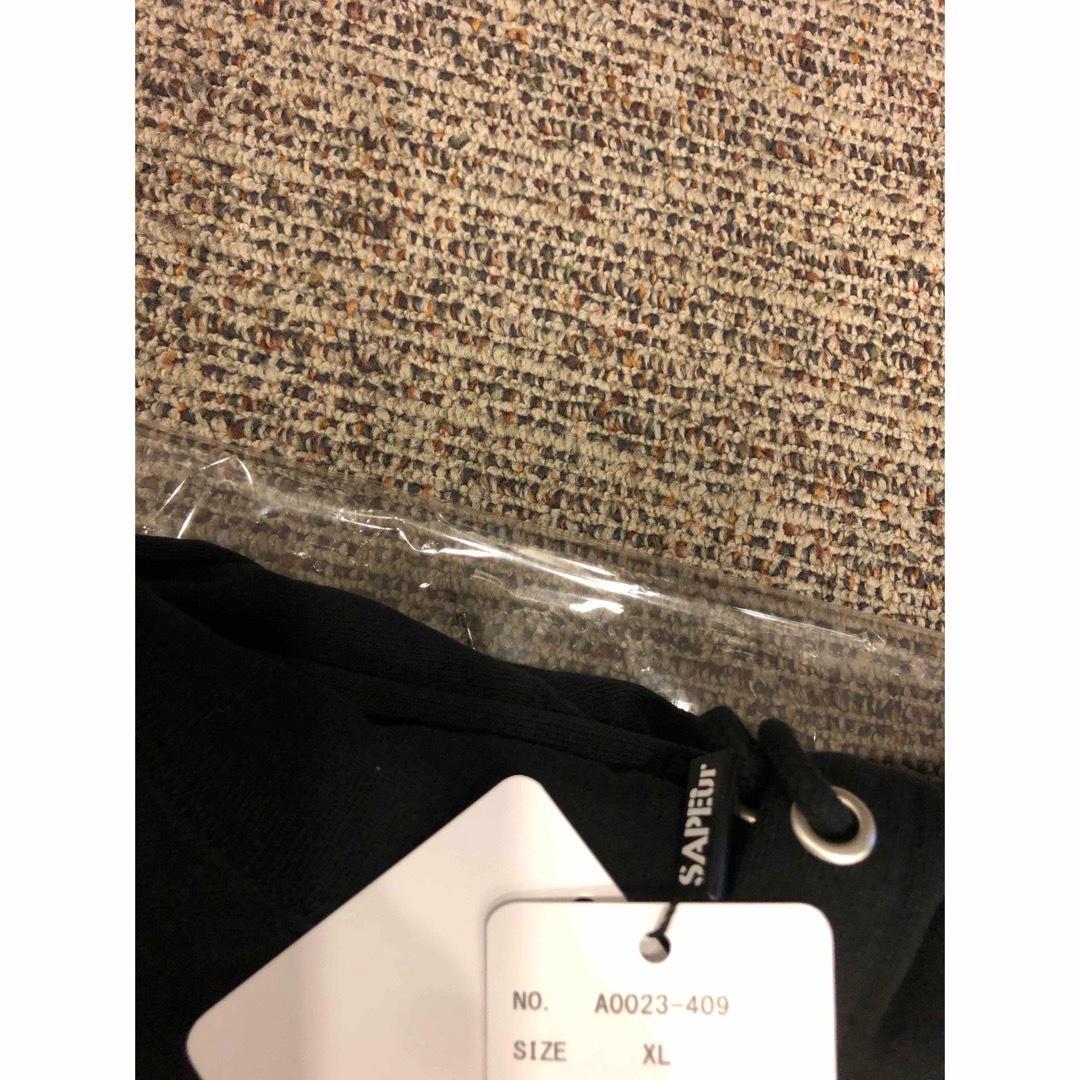 SAPEur
NO. A0023-409
SIZE XL